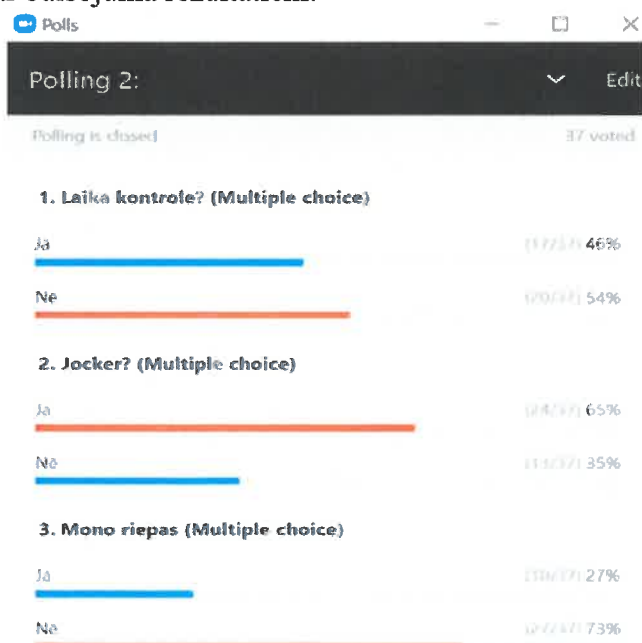 Polls
Polling 2:
Edit
Polling is closed
37 voted
1. Laika kontrole? (Multiple choice)
Ja
(17/37) 46%
Ne
(20/37) 54%
2. Jocker? (Multiple choice)
Ja
(24/37) 65%
Ne
(13/37) 35%
3. Mono riepas (Multiple choice)
Ja
(10/37) 27%
Ne
(27/37) 73%